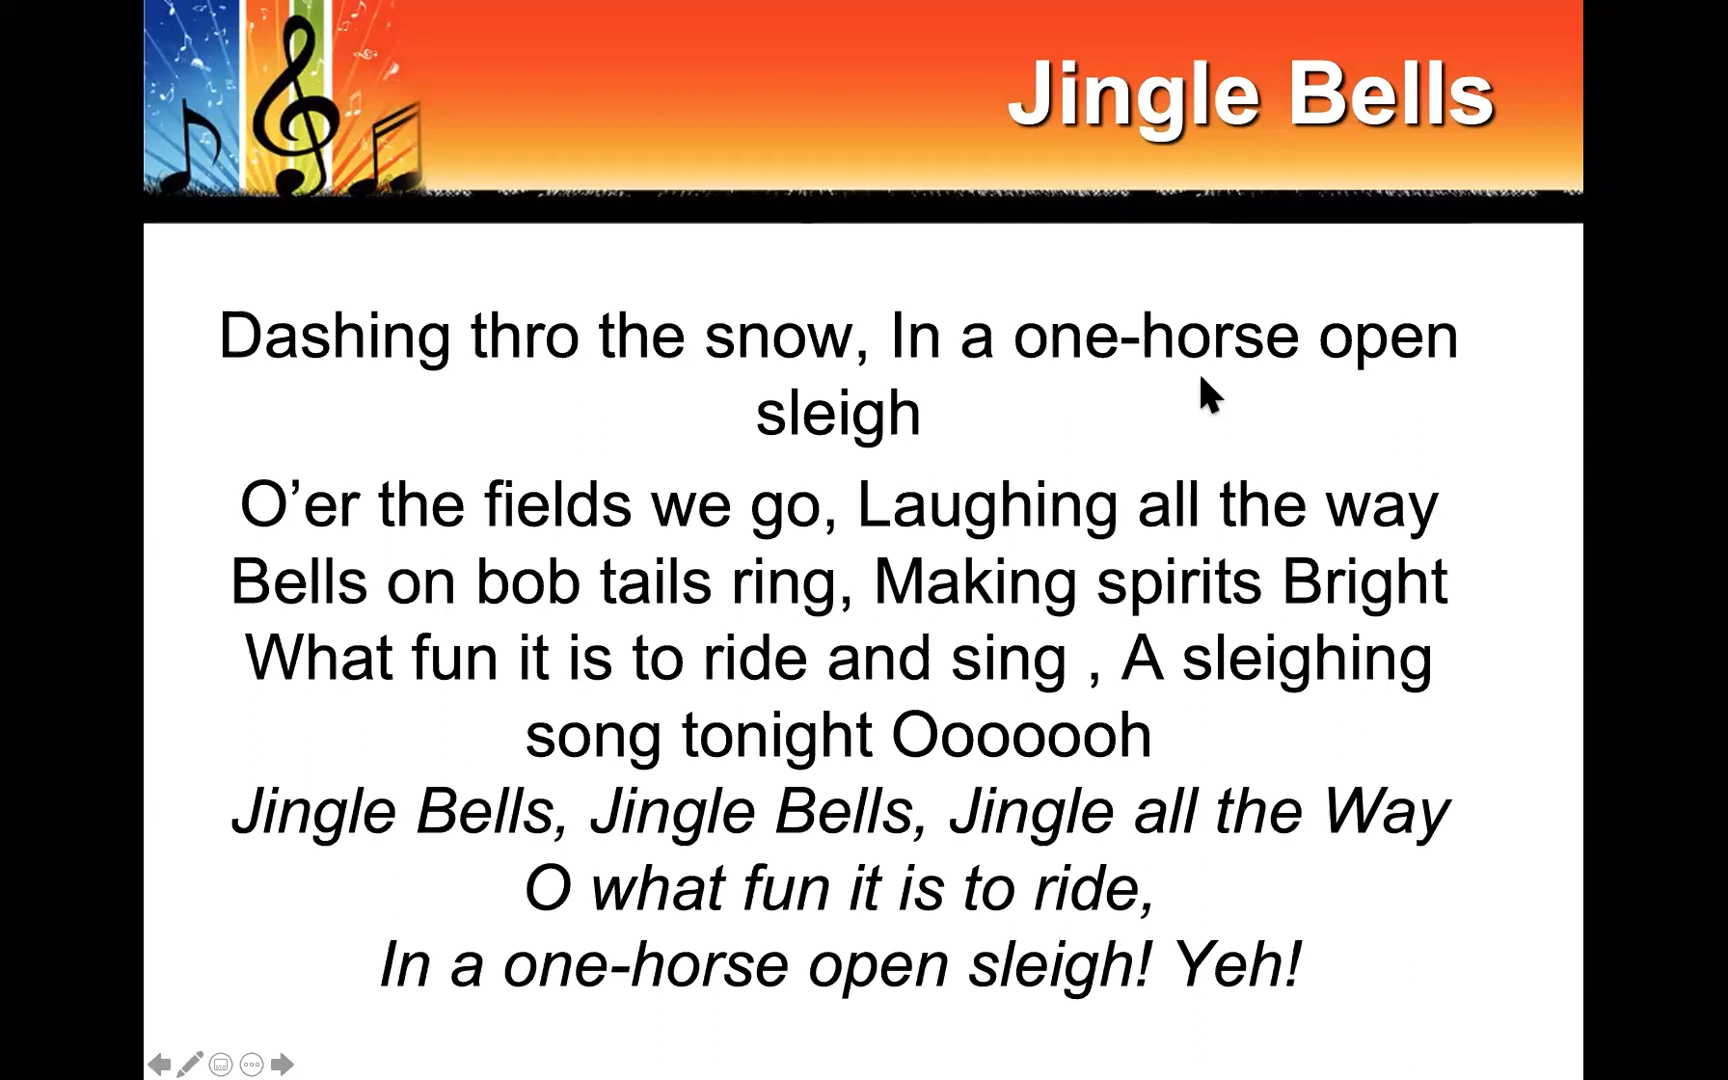 Jingle Bells
Dashing thro the snow, In a one-horse open
sleigh
O’er the fields we go, Laughing all the way
Bells on bob tails ring, Making spirits Bright
What fun it is to ride and sing , A sleighing
song tonight Ooooooh
Jingle Bells, Jingle Bells, Jingle all the Way
O what fun it is to ride,
In a one-horse open sleigh! Yeh!